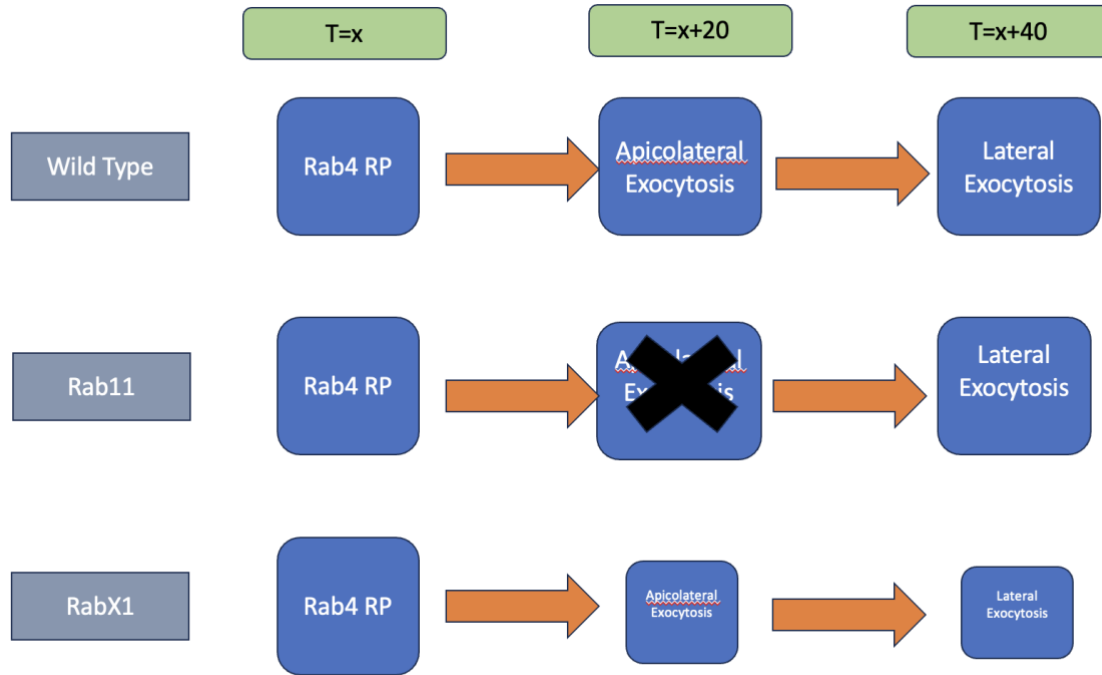 T=x
T=x+20
T=x+40
Wild Type
Rab4 RP
Apicolateral
Exocytosis
Lateral
Exocytosis
Rab11
Rab4 RP
Lateral
Exocytosis
RabX1
Rab4 RP
Apicolateral
Exocytosis
Lateral
Exocytosis